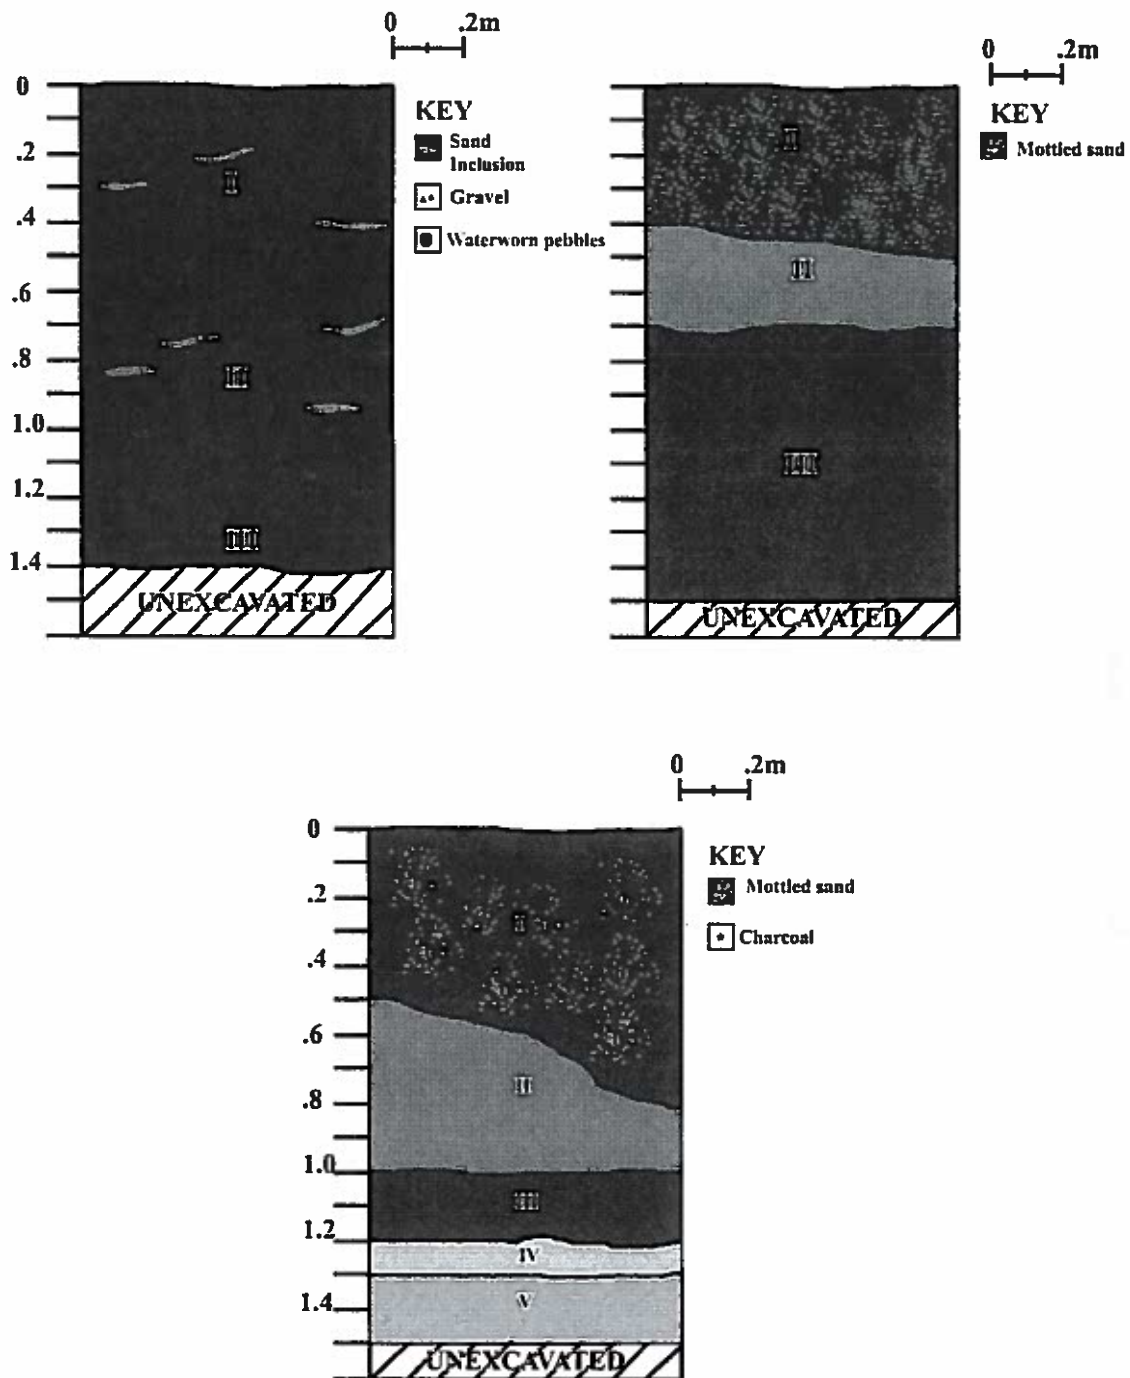 0 .2m
KEY
Sand
Inclusion
Gravel
Waterworn pebbles
0
.2
.4
.6
.8
1.0
1.2
1.4
II
III
UNEXCAVATED
0 .2m
KEY
Mottled sand
II
III
UNEXCAVATED
0 .2m
KEY
Mottled sand
Charcoal
0
.2
.4
.6
.8
1.0
1.2
1.4
I
II
III
IV
V
UNEXCAVATED